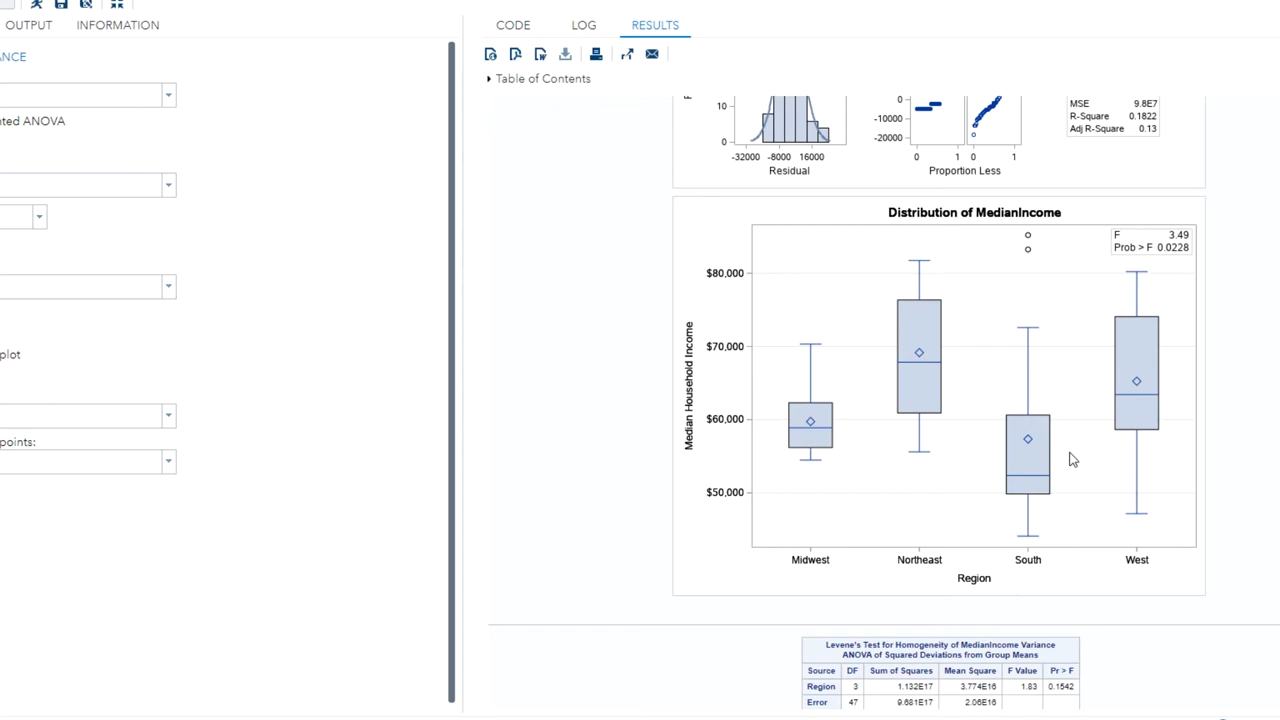 OUTPUT INFORMATION
ANCE
nted ANOVA
plot
points:
CODE LOG RESULTS
Table of Contents
10
0
-32000 -8000 16000
Residual
0
-10000
-20000
0 1 0 1
Proportion Less
MSE 9.8E7
R-Square 0.1822
Adj R-Square 0.13
Distribution of MedianIncome
F 3.49
Prob > F 0.0228
$80,000
$70,000
$60,000
$50,000
Median Household Income
Midwest Northeast South West
Region
Levene's Test for Homogeneity of MedianIncome Variance
ANOVA of Squared Deviations from Group Means
Source DF Sum of Squares Mean Square F Value Pr > F
Region 3 1.132E17 3.774E16 1.83 0.1542
Error 47 9.681E17 2.06E16